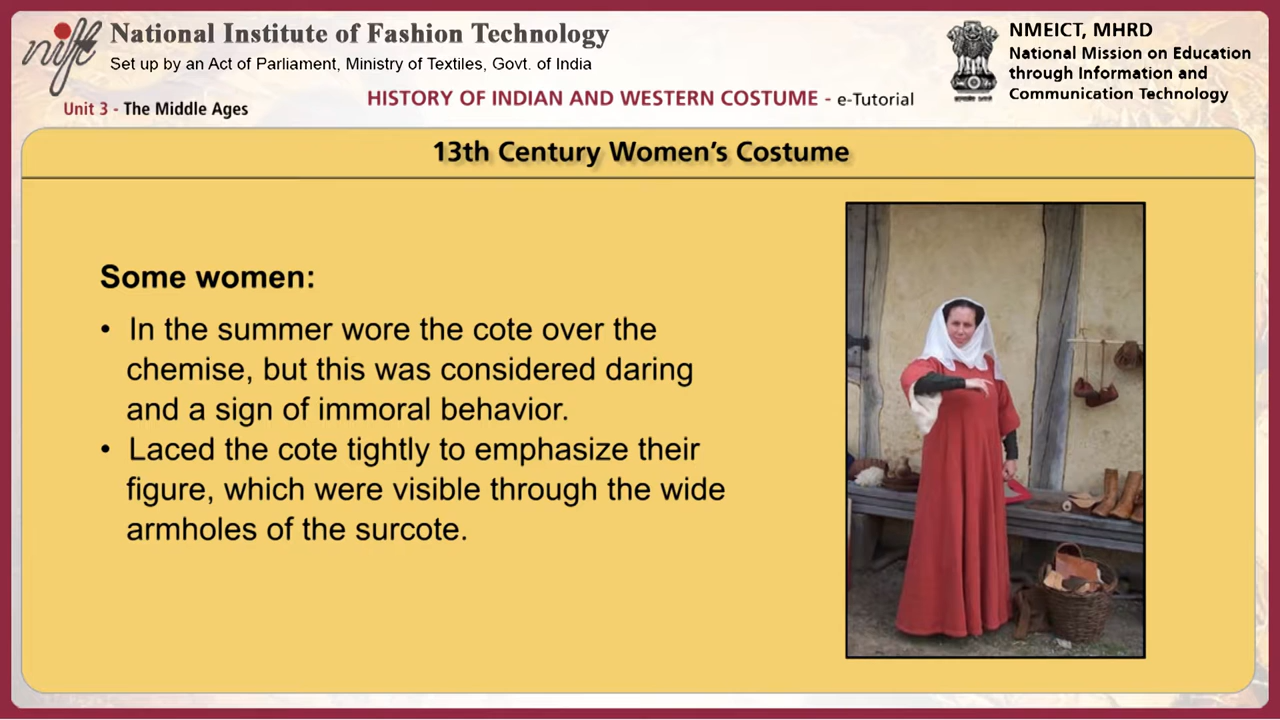 nift
National Institute of Fashion Technology
Set up by an Act of Parliament, Ministry of Textiles, Govt. of India
NMEICT, MHRD
National Mission on Education
through Information and
Communication Technology
Unit 3 - The Middle Ages
HISTORY OF INDIAN AND WESTERN COSTUME - e-Tutorial
13th Century Women's Costume
Some women:
• In the summer wore the cote over the
chemise, but this was considered daring
and a sign of immoral behavior.
• Laced the cote tightly to emphasize their
figure, which were visible through the wide
armholes of the surcote.